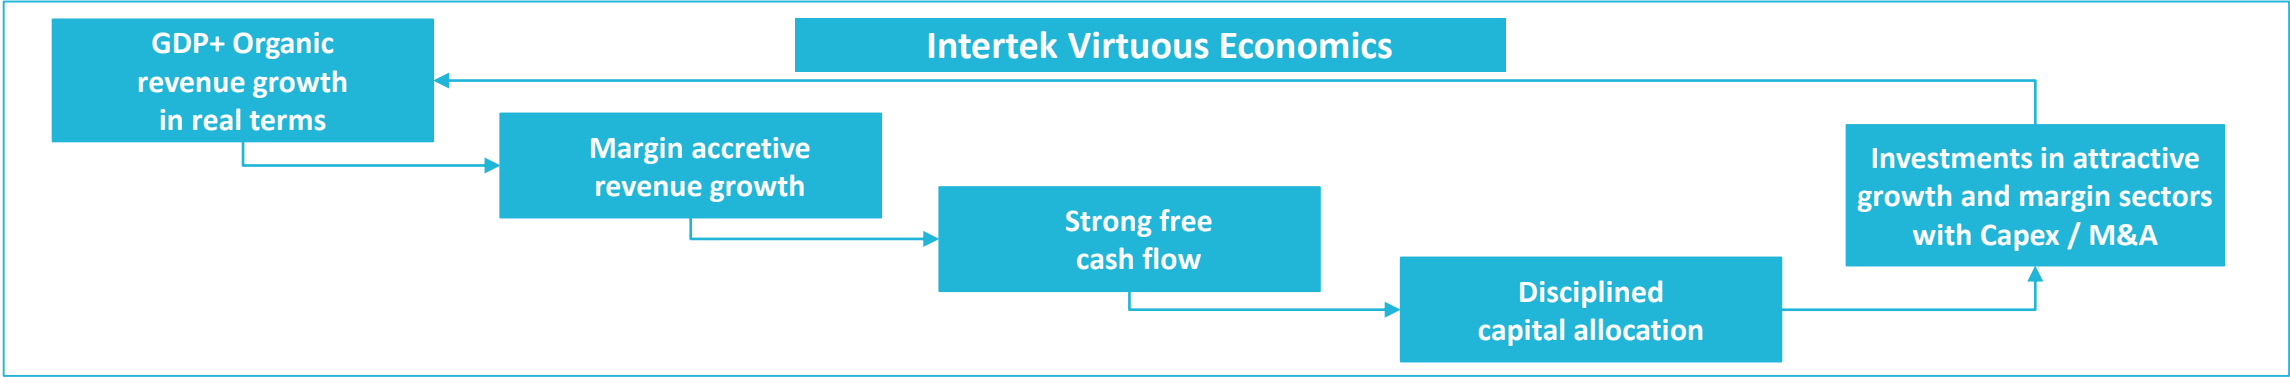 Intertek Virtuous Economics
GDP+ Organic
revenue growth
in real terms
Margin accretive
revenue growth
Strong free
cash flow
Disciplined
capital allocation
Investments in attractive
growth and margin sectors
with Capex / M&A